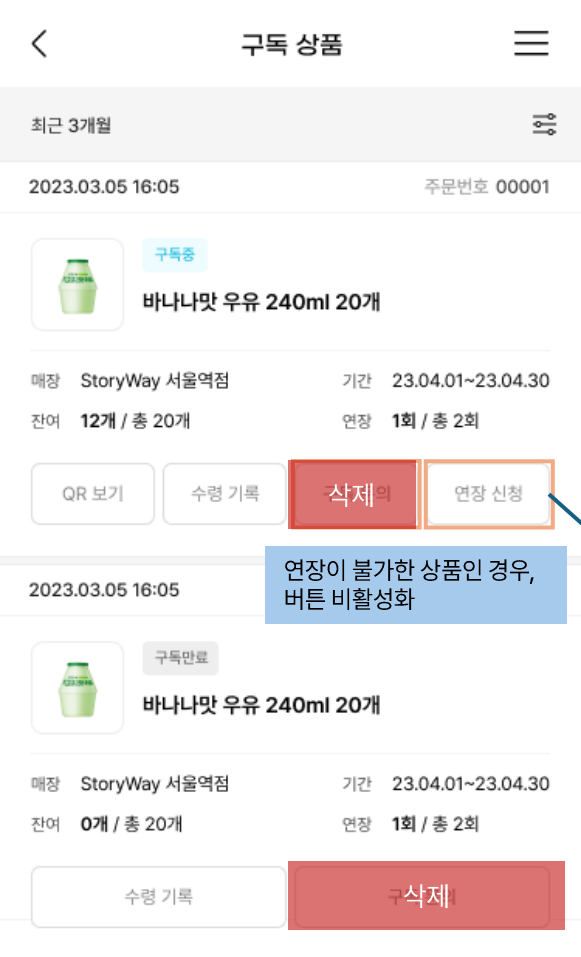 구독 상품
최근 3개월
2023.03.05 16:05 주문번호 00001
구독중
바나나맛 우유 240ml 20개
매장 StoryWay 서울역점 기간 23.04.01~23.04.30
잔여 12개 / 총 20개 연장 1회 / 총 2회
QR 보기 수령 기록 삭제 연장 신청
연장이 불가한 상품인 경우,
버튼 비활성화
2023.03.05 16:05
구독만료
바나나맛 우유 240ml 20개
매장 StoryWay 서울역점 기간 23.04.01~23.04.30
잔여 0개 / 총 20개 연장 1회 / 총 2회
수령 기록 삭제